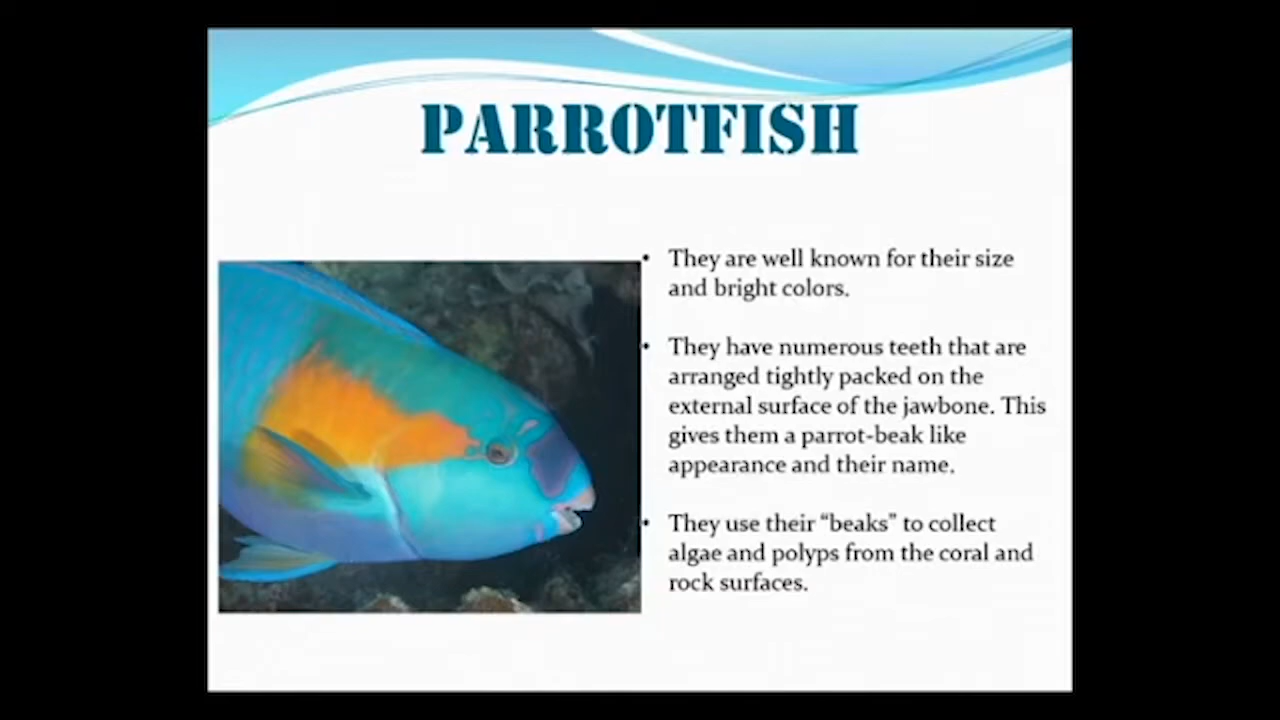 PARROTFISH
• They are well known for their size
and bright colors.
• They have numerous teeth that are
arranged tightly packed on the
external surface of the jawbone. This
gives them a parrot-beak like
appearance and their name.
• They use their “beaks” to collect
algae and polyps from the coral and
rock surfaces.